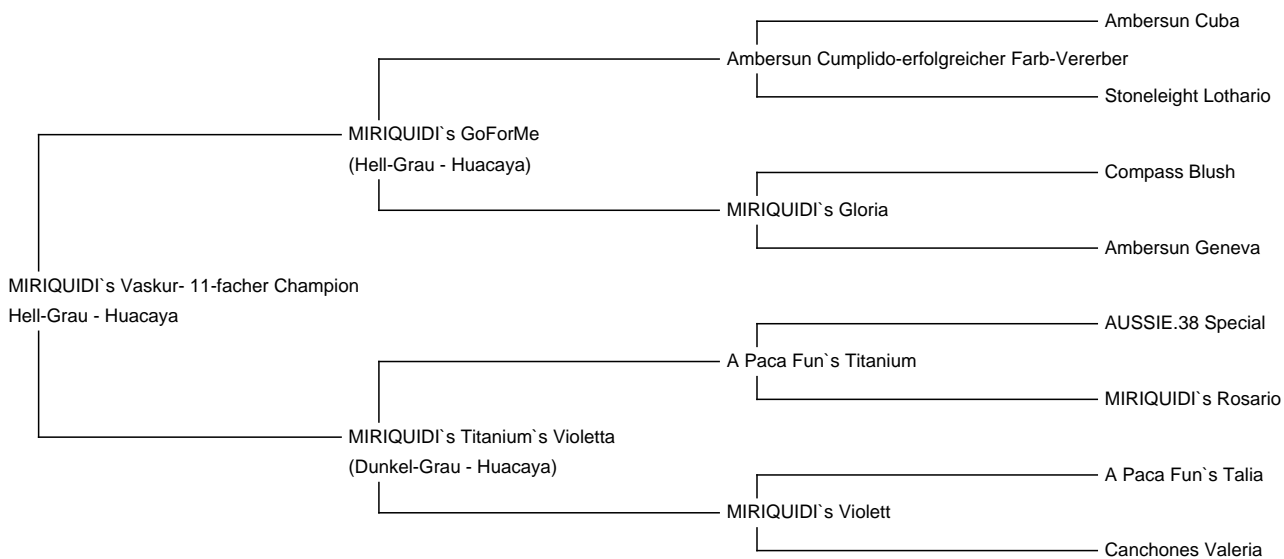 Ambersun Cuba
Ambersun Cumplido-erfolgreicher Farb-Vererber
Stoneleight Lothario
MIRIQUIDI`s GoForMe
(Hell-Grau - Huacaya)
Compass Blush
MIRIQUIDI`s Gloria
Ambersun Geneva
MIRIQUIDI`s Vaskur- 11-facher Champion
Hell-Grau - Huacaya
AUSSIE.38 Special
A Paca Fun`s Titanium
MIRIQUIDI`s Rosario
MIRIQUIDI`s Titanium`s Violetta
(Dunkel-Grau - Huacaya)
A Paca Fun`s Talia
MIRIQUIDI`s Violett
Canchones Valeria